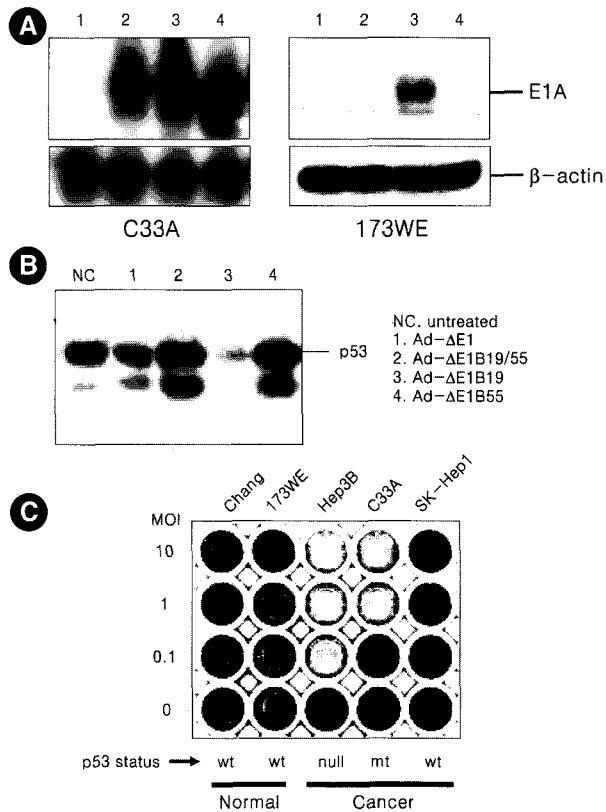 A
1 2 3 4
1 2 3 4
E1A
β-actin
C33A
173WE
B
NC 1 2 3 4
p53
NC. untreated
1. Ad-ΔE1
2. Ad-ΔE1B19/55
3. Ad-ΔE1B19
4. Ad-ΔE1B55
C
Chang
173WE
Hep3B
C33A
SK-Hep1
MOI
10
1
0.1
0
p53 status
wt wt null mt wt
Normal Cancer